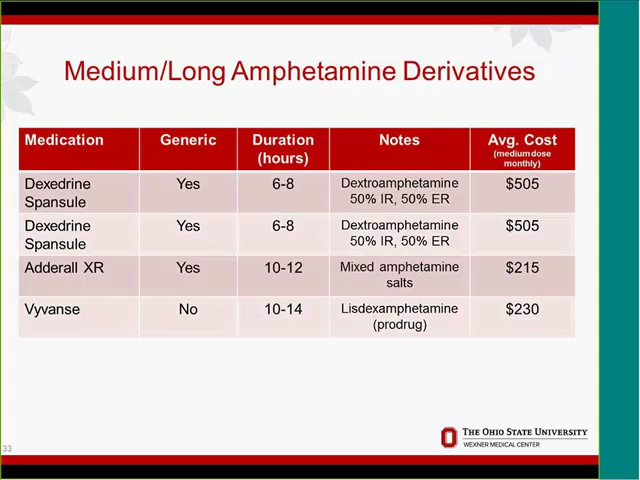 Medium/Long Amphetamine Derivatives
Medication Generic Duration (hours) Notes Avg. Cost (medium dose monthly)
Dexedrine Spansule Yes 6-8 Dextroamphetamine 50% IR, 50% ER $505
Dexedrine Spansule Yes 6-8 Dextroamphetamine 50% IR, 50% ER $505
Adderall XR Yes 10-12 Mixed amphetamine salts $215
Vyvanse No 10-14 Lisdexamphetamine (prodrug) $230
THE OHIO STATE UNIVERSITY
WEXNER MEDICAL CENTER
33